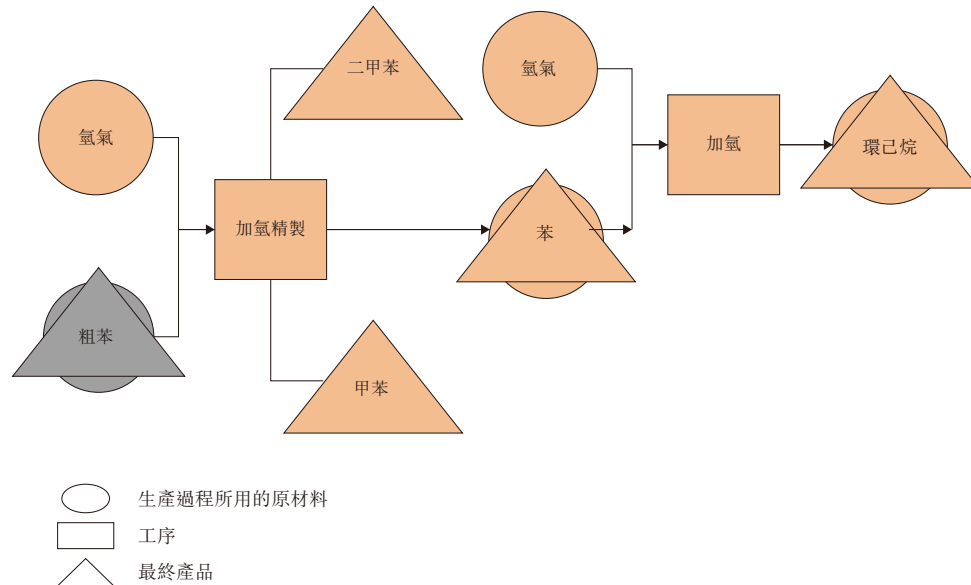 二甲苯
氫氣
氫氣
加氫
環己烷
加氫精製
苯
粗苯
甲苯
生產過程所用的原材料
工序
最終產品